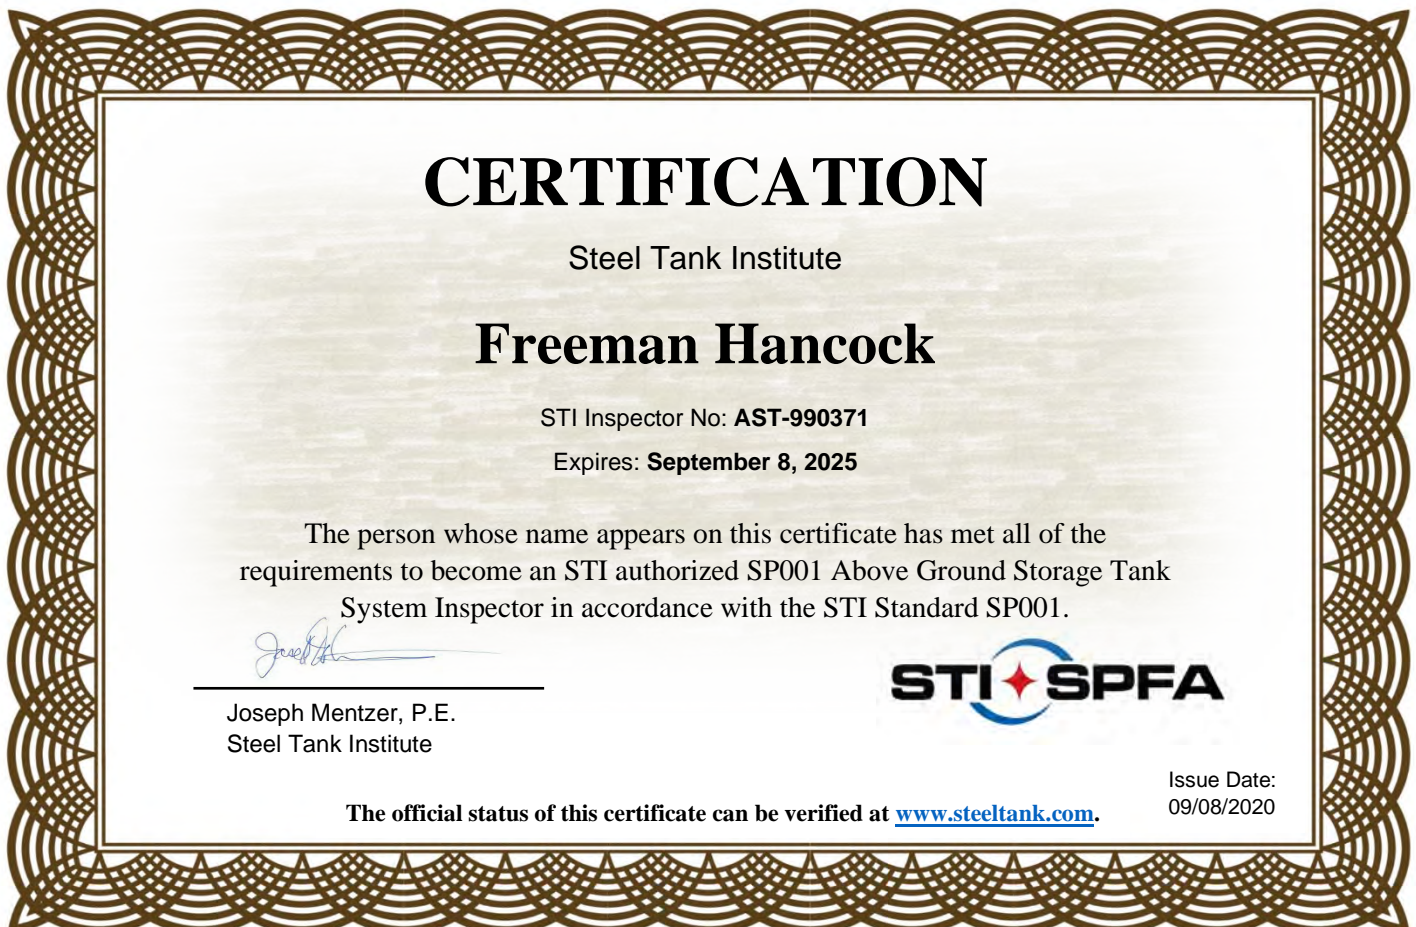 CERTIFICATION
Steel Tank Institute
Freeman Hancock
STI Inspector No: AST-990371
Expires: September 8, 2025
The person whose name appears on this certificate has met all of the
requirements to become an STI authorized SP001 Above Ground Storage Tank
System Inspector in accordance with the STI Standard SP001.
STI SPFA
Joseph Mentzer, P.E.
Steel Tank Institute
Issue Date:
09/08/2020
The official status of this certificate can be verified at www.steeltank.com.